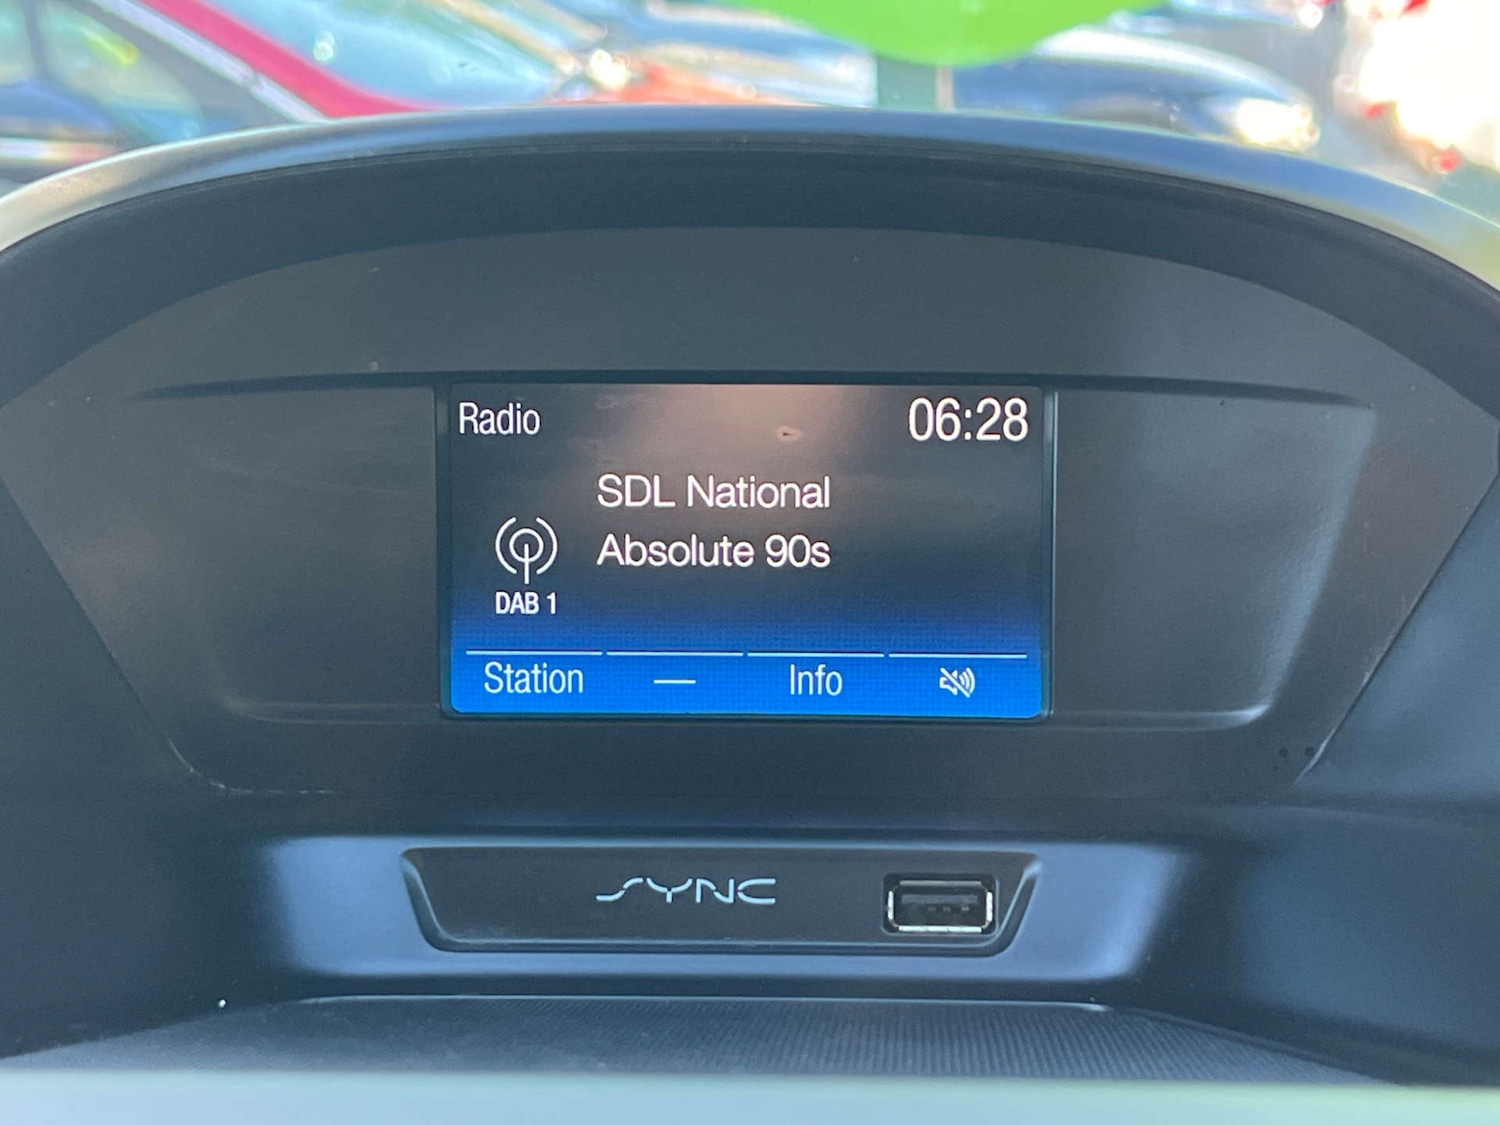 Radio
06:28
SDL National
Absolute 90s
DAB 1
Station
Info
SYNC